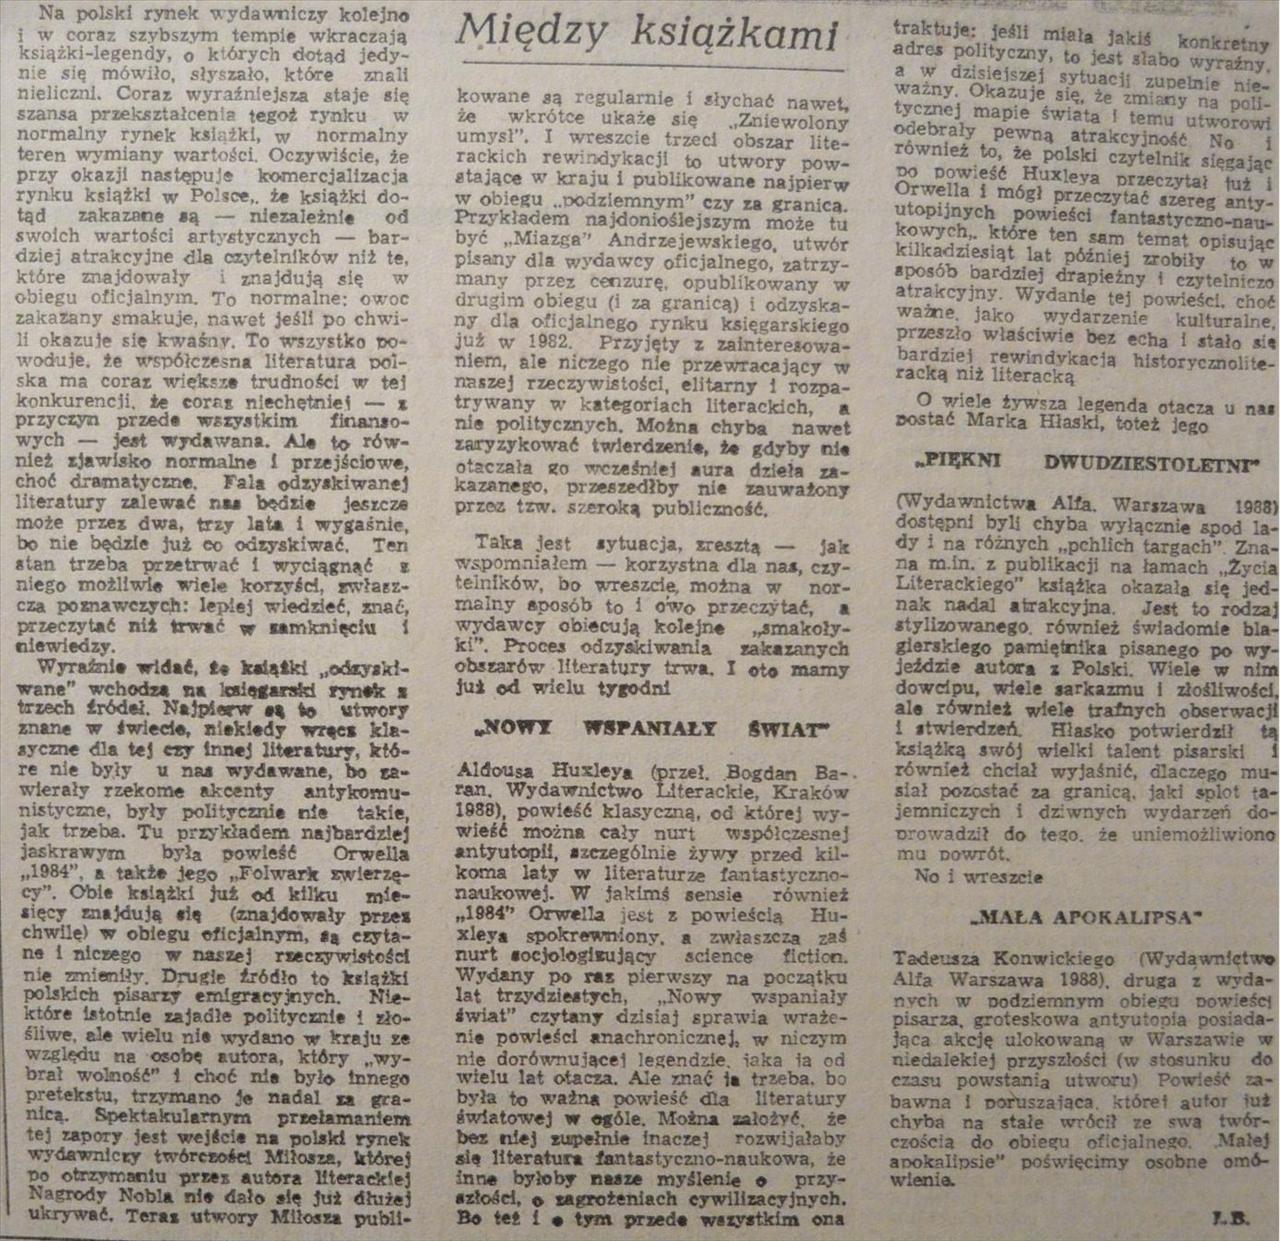 Na polski rynek wydawniczy kolejno
i w coraz szybszym tempie wkraczają
książki-legendy, o których dotąd jedy-
nie się mówiło, słyszało, które znali
nieliczni. Coraz wyraźniejsza staje się
szansa przekształcenia tegoż rynku w
normalny rynek książki, w normalny
teren wymiany wartości. Oczywiście, że
przy okazji następuje komercjalizacja
rynku książki w Polsce, że książki do-
tąd zakazane są — niezależnie od
swoich wartości artystycznych — bar-
dziej atrakcyjne dla czytelników niż te,
które znajdowały i znajdują się w
obiegu oficjalnym. To normalne: owoc
zakazany smakuje, nawet jeśli po chwi-
li okazuje się kwaśny. To wszystko po-
woduje, że współczesna literatura pol-
ska ma coraz większe trudności w tej
konkurencji, że coraz niechętniej — z
przyczyn przede wszystkim finanso-
wych — jest wydawana. Ale to rów-
nież zjawisko normalne i przejściowe,
choć dramatyczne. Fala odzyskiwanej
literatury zalewać nas będzie jeszcze
może przez dwa, trzy lata i wygaśnie,
bo nie będzie już co odzyskiwać. Ten
stan trzeba przetrwać i wyciągnąć z
niego możliwie wiele korzyści, zwłasz-
cza poznawczych: lepiej wiedzieć, znać,
przeczytać niż trwać w zamknięciu i
niewiedzy.
Wyraźnie widać, że książki „odzyski-
wane" wchodzą na księgarski rynek z
trzech źródeł. Najpierw są to utwory
znane w świecie, niekiedy wręcz kla-
syczne dla tej czy innej literatury, któ-
re nie były u nas wydawane, bo za-
wierały rzekome akcenty antykomu-
nistyczne, były politycznie nie takie,
jak trzeba. Tu przykładem najbardziej
jaskrawym była powieść Orwella
„1984", a także jego „Folwark zwierzę-
cy". Obie książki już od kilku mie-
sięcy znajdują się (znajdowały przez
chwilę) w obiegu oficjalnym, są czyta-
ne i niczego w naszej rzeczywistości
nie zmieniły. Drugie źródło to książki
polskich pisarzy emigracyjnych. Nie-
które istotnie zajadłe politycznie i zło-
śliwe, ale wielu nie wydano w kraju ze
względu na osobę autora, który „wy-
brał wolność" i choć nie było innego
pretekstu, trzymano je nadal za gra-
nicą. Spektakularnym przełamaniem
tej zapory jest wejście na polski rynek
wydawniczy twórczości Miłosza, której
po otrzymaniu przez autora literackiej
Nagrody Nobla nie dało się już dłużej
ukrywać. Teraz utwory Miłosza publi-
Między książkami
kowane są regularnie i słychać nawet,
że wkrótce ukaże się „Zniewolony
umysł". I wreszcie trzeci obszar lite-
rackich rewindykacji to utwory pow-
stające w kraju i publikowane najpierw
w obiegu „podziemnym" czy za granicą.
Przykładem najdonioślejszym może tu
być „Miazga" Andrzejewskiego, utwór
pisany dla wydawcy oficjalnego, zatrzy-
many przez cenzurę, opublikowany w
drugim obiegu (i za granicą) i odzyska-
ny dla oficjalnego rynku księgarskiego
już w 1982. Przyjęty z zainteresowa-
niem, ale niczego nie przewracający w
naszej rzeczywistości, elitarny i rozpa-
trywany w kategoriach literackich, a
nie politycznych. Można chyba nawet
zaryzykować twierdzenie, że gdyby nie
otaczała go wcześniej aura dzieła za-
kazanego, przeszedłby nie zauważony
przez tzw. szeroką publiczność.
Taka jest sytuacja, zresztą — jak
wspomniałem — korzystna dla nas, czy-
telników, bo wreszcie, można w nor-
malny sposób to i owo przeczytać, a
wydawcy obiecują kolejne „smakoły-
ki". Proces odzyskiwania zakazanych
obszarów literatury trwa. I oto mamy
już od wielu tygodni
„NOWY WSPANIAŁY ŚWIAT"
Aldousa Huxleya (przeł. Bogdan Ba-
ran, Wydawnictwo Literackie, Kraków
1988), powieść klasyczną, od której wy-
wieść można cały nurt współczesnej
antyutopii, szczególnie żywy przed kil-
koma laty w literaturze fantastyczno-
naukowej. W jakimś sensie również
„1984" Orwella jest z powieścią Hu-
xleya spokrewniony, a zwłaszcza zaś
nurt socjologizujący science fiction.
Wydany po raz pierwszy na początku
lat trzydziestych, „Nowy wspaniały
świat" czytany dzisiaj sprawia wraże-
nie powieści anachronicznej, w niczym
nie dorównującej legendzie, jaka ją od
wielu lat otacza. Ale znać ją trzeba, bo
była to ważna powieść dla literatury
światowej w ogóle. Można założyć, że
bez niej zupełnie inaczej rozwijałaby
się literatura fantastyczno-naukowa, że
inne byłoby nasze myślenie o przy-
szłości, o zagrożeniach cywilizacyjnych.
Bo też i o tym przede wszystkim ona
traktuje: jeśli miała jakiś konkretny
adres polityczny, to jest słabo wyraźny,
a w dzisiejszej sytuacji zupełnie nie-
ważny. Okazuje się, że zmiany na poli-
tycznej mapie świata i temu utworowi
odebrały pewną atrakcyjność No i
również to, że polski czytelnik sięgając
po powieść Huxleya przeczytał już i
Orwella i mógł przeczytać szereg anty-
utopijnych powieści fantastyczno-nau-
kowych, które ten sam temat opisując
kilkadziesiąt lat później zrobiły to w
sposób bardziej drapieżny i czytelniczo
atrakcyjny. Wydanie tej powieści, choć
ważne, jako wydarzenie kulturalne,
przeszło właściwie bez echa i stało się
bardziej rewindykacją historycznolite-
racką niż literacką
O wiele żywsza legenda otacza u nas
postać Marka Hłaski, toteż jego
„PIĘKNI DWUDZIESTOLETNI"
(Wydawnictwa Alfa, Warszawa 1988)
dostępni byli chyba wyłącznie spod la-
dy i na różnych „pchlich targach". Zna-
na m.in. z publikacji na łamach „Życia
Literackiego" książka okazała się jed-
nak nadal atrakcyjna. Jest to rodzaj
stylizowanego, również świadomie bla-
gierskiego pamiętnika pisanego po wy-
jeździe autora z Polski. Wiele w nim
dowcipu, wiele sarkazmu i złośliwości,
ale również wiele trafnych obserwacji
i stwierdzeń. Hłasko potwierdził tą
książką swój wielki talent pisarski i
również chciał wyjaśnić, dlaczego mu-
siał pozostać za granicą, jaki splot ta-
jemniczych i dziwnych wydarzeń do-
prowadził do tego, że uniemożliwiono
mu powrót.
No i wreszcie
„MAŁA APOKALIPSA"
Tadeusza Konwickiego (Wydawnictwo
Alfa Warszawa 1988), druga z wyda-
nych w podziemnym obiegu powieści
pisarza, groteskowa antyutopia posiada-
jąca akcję ulokowaną w Warszawie w
niedalekiej przyszłości (w stosunku do
czasu powstania utworu) Powieść za-
bawna i poruszająca, której autor już
chyba na stałe wrócił ze swą twór-
czością do obiegu oficjalnego. „Małej
apokalipsie" poświęcimy osobne omó-
wienie.
Ł.B.